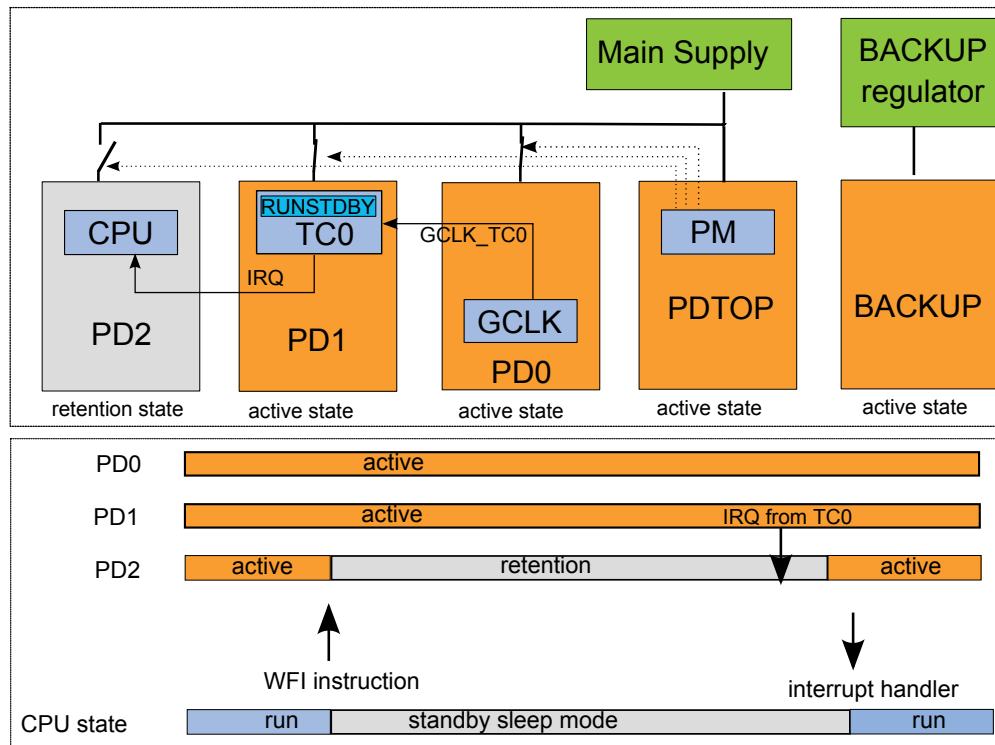 Main Supply
BACKUP
regulator
RUNSTDBY
CPU
TC0
GCLK_TC0
PM
IRQ
GCLK
PD2
PD1
PD0
PDTOP
BACKUP
retention state
active state
active state
active state
active state
PD0
active
PD1
active
IRQ from TC0
PD2
active
retention
active
WFI instruction
interrupt handler
CPU state
run
standby sleep mode
run